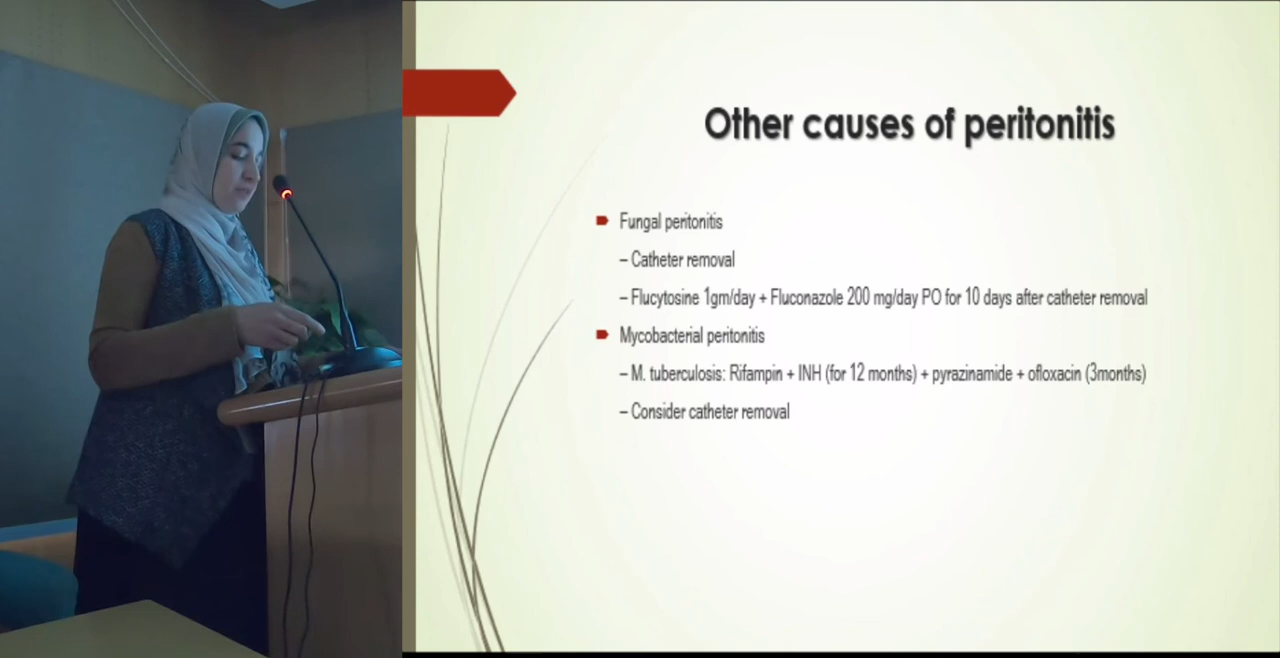 Other causes of peritonitis
Fungal peritonitis
– Catheter removal
– Flucytosine 1gm/day + Fluconazole 200 mg/day PO for 10 days after catheter removal
Mycobacterial peritonitis
– M. tuberculosis: Rifampin + INH (for 12 months) + pyrazinamide + ofloxacin (3months)
– Consider catheter removal